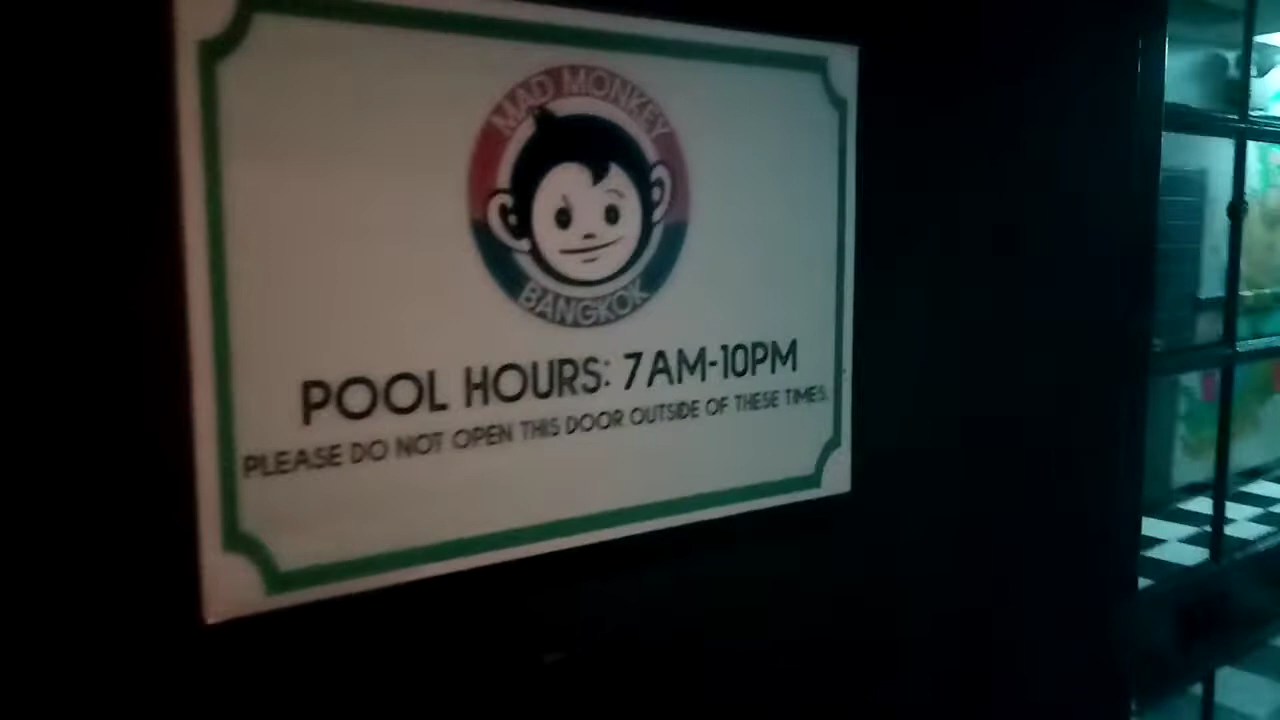 MAD MONKEY
BANGKOK
POOL HOURS: 7AM-10PM
PLEASE DO NOT OPEN THIS DOOR OUTSIDE OF THESE TIMES.